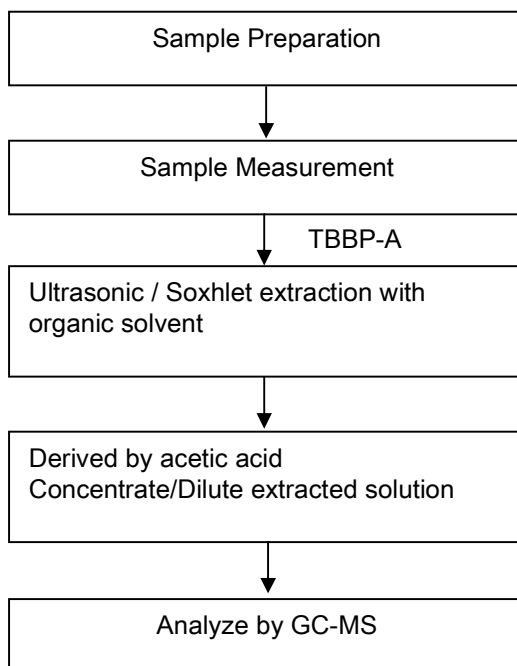 Sample Preparation
Sample Measurement
TBBP-A
Ultrasonic / Soxhlet extraction with
organic solvent
Derived by acetic acid
Concentrate/Dilute extracted solution
Analyze by GC-MS